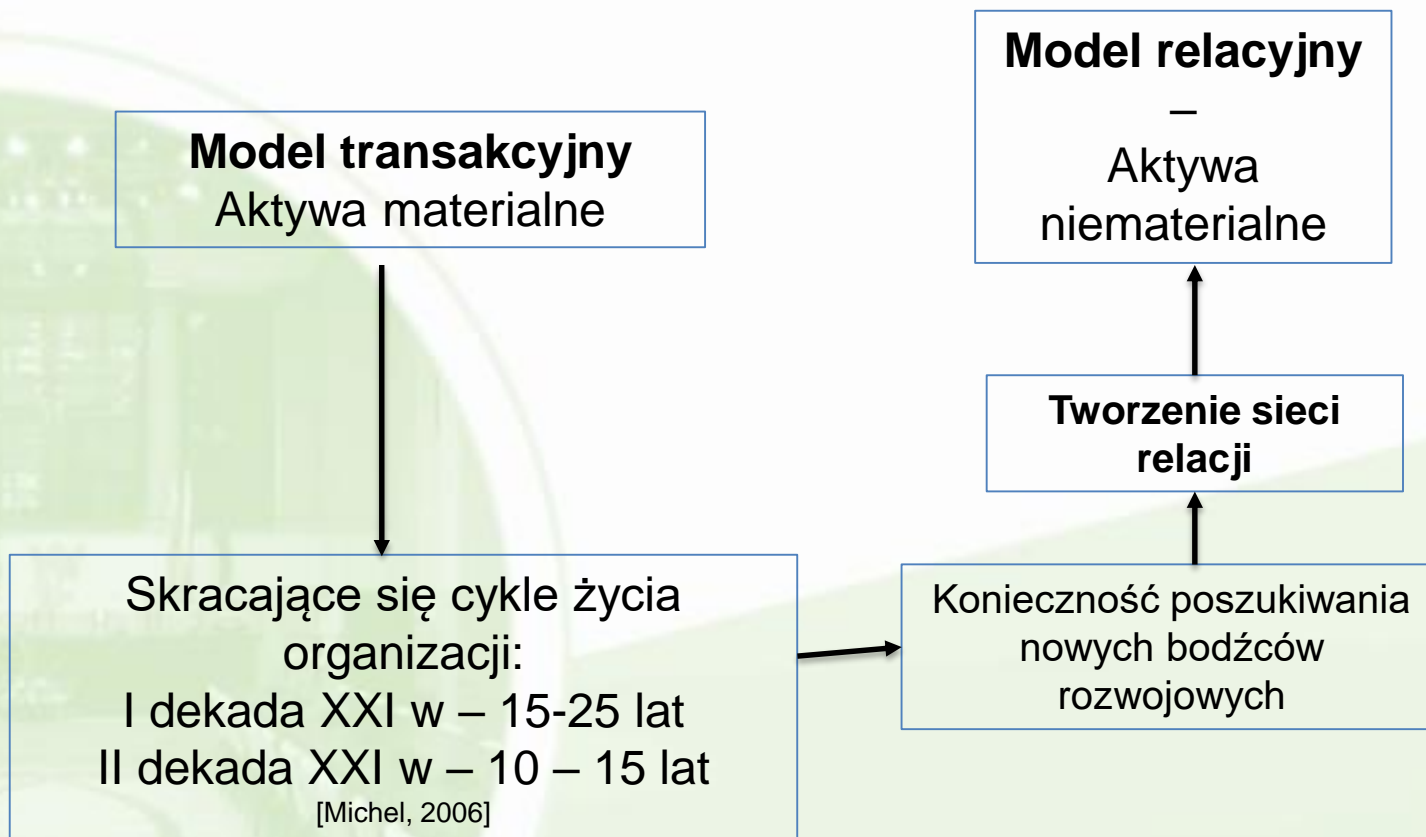 Model transakcyjny
Aktywa materialne
Skracające się cykle życia
organizacji:
I dekada XXI w – 15-25 lat
II dekada XXI w – 10 – 15 lat
[Michel, 2006]
Konieczność poszukiwania
nowych bodźców
rozwojowych
Tworzenie sieci
relacji
Model relacyjny
–
Aktywa
niematerialne